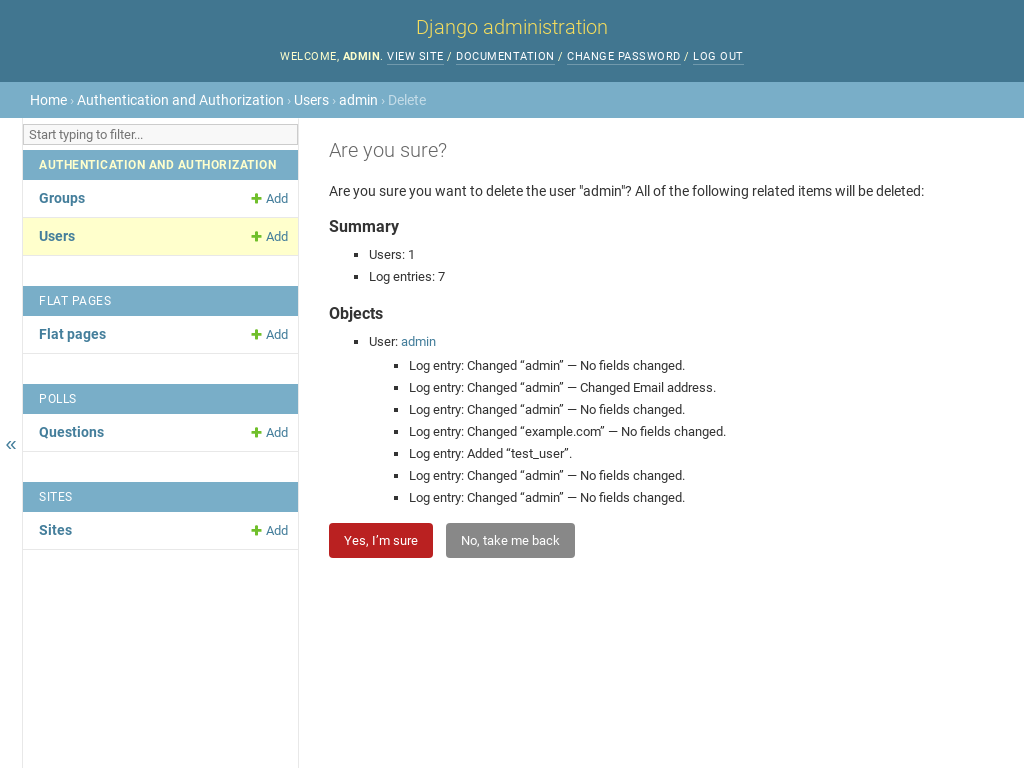 Django administration
WELCOME, ADMIN. VIEW SITE / DOCUMENTATION / CHANGE PASSWORD / LOG OUT
Home › Authentication and Authorization › Users › admin › Delete
Start typing to filter...
AUTHENTICATION AND AUTHORIZATION
Groups Add
Users Add
FLAT PAGES
Flat pages Add
POLLS
Questions Add
SITES
Sites Add
«
Are you sure?
Are you sure you want to delete the user "admin"? All of the following related items will be deleted:
Summary
Users: 1
Log entries: 7
Objects
User: admin
Log entry: Changed “admin” — No fields changed.
Log entry: Changed “admin” — Changed Email address.
Log entry: Changed “admin” — No fields changed.
Log entry: Changed “example.com” — No fields changed.
Log entry: Added “test_user”.
Log entry: Changed “admin” — No fields changed.
Log entry: Changed “admin” — No fields changed.
Yes, I’m sure
No, take me back